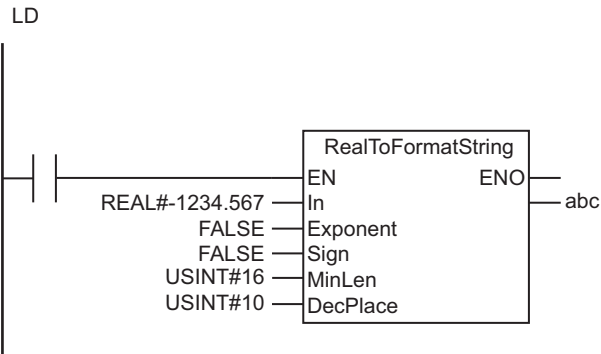 LD
RealToFormatString
EN ENO
REAL#-1234.567 In abc
FALSE Exponent
FALSE Sign
USINT#16 MinLen
USINT#10 DecPlace